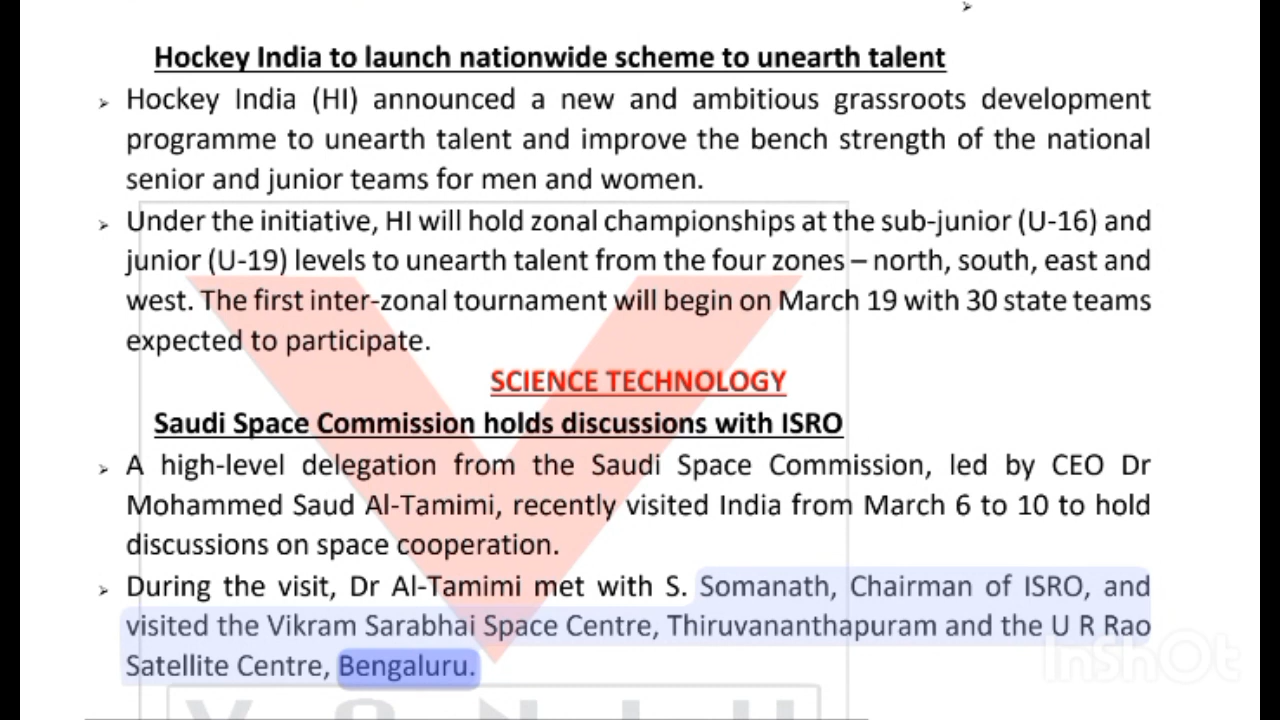 ➢
Hockey India to launch nationwide scheme to unearth talent
➢ Hockey India (HI) announced a new and ambitious grassroots development
programme to unearth talent and improve the bench strength of the national
senior and junior teams for men and women.
➢ Under the initiative, HI will hold zonal championships at the sub-junior (U-16) and
junior (U-19) levels to unearth talent from the four zones – north, south, east and
west. The first inter-zonal tournament will begin on March 19 with 30 state teams
expected to participate.
SCIENCE TECHNOLOGY
Saudi Space Commission holds discussions with ISRO
➢ A high-level delegation from the Saudi Space Commission, led by CEO Dr
Mohammed Saud Al-Tamimi, recently visited India from March 6 to 10 to hold
discussions on space cooperation.
➢ During the visit, Dr Al-Tamimi met with S. Somanath, Chairman of ISRO, and
visited the Vikram Sarabhai Space Centre, Thiruvananthapuram and the U R Rao
Satellite Centre, Bengaluru.
InShOt